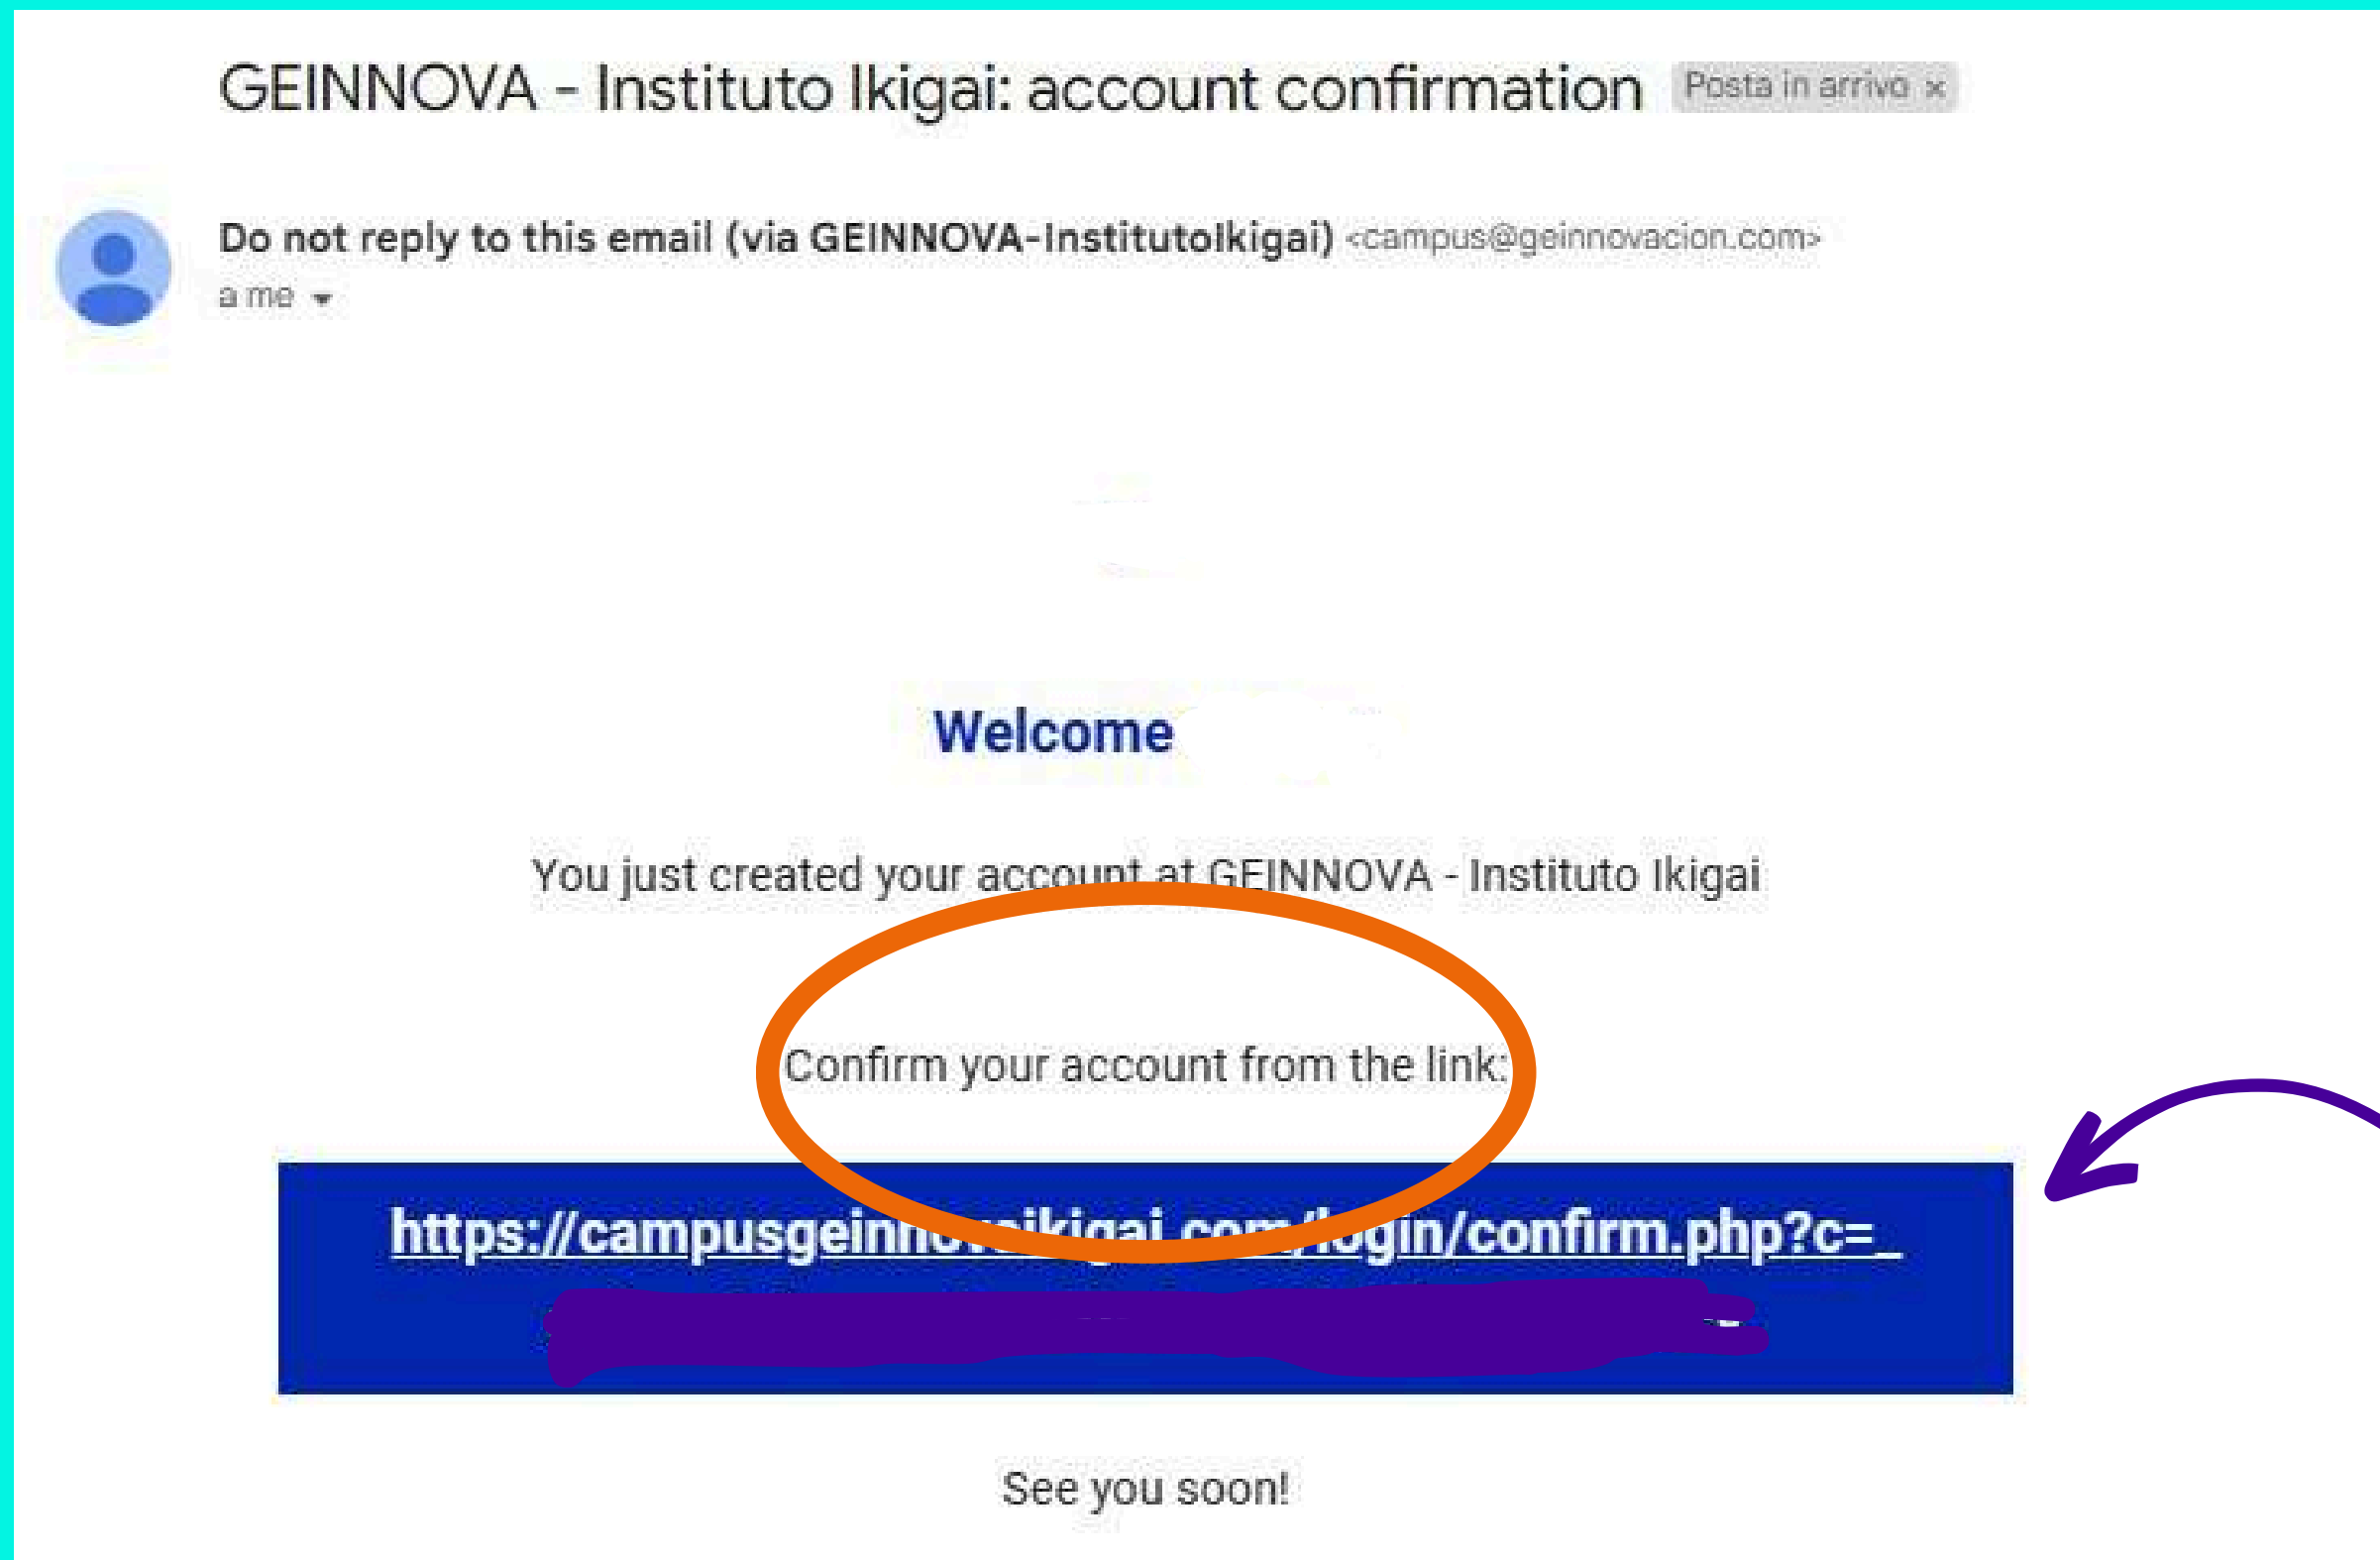 GEINNOVA - Instituto Ikigai: account confirmation Posta in arrivo x
Do not reply to this email (via GEINNOVA-InstitutoIkigai) <campus@geinnovacion.com>
a me
Welcome
You just created your account at GEINNOVA - Instituto Ikigai
Confirm your account from the link:
https://campusgeinnovaikigai.com/login/confirm.php?c=_
See you soon!